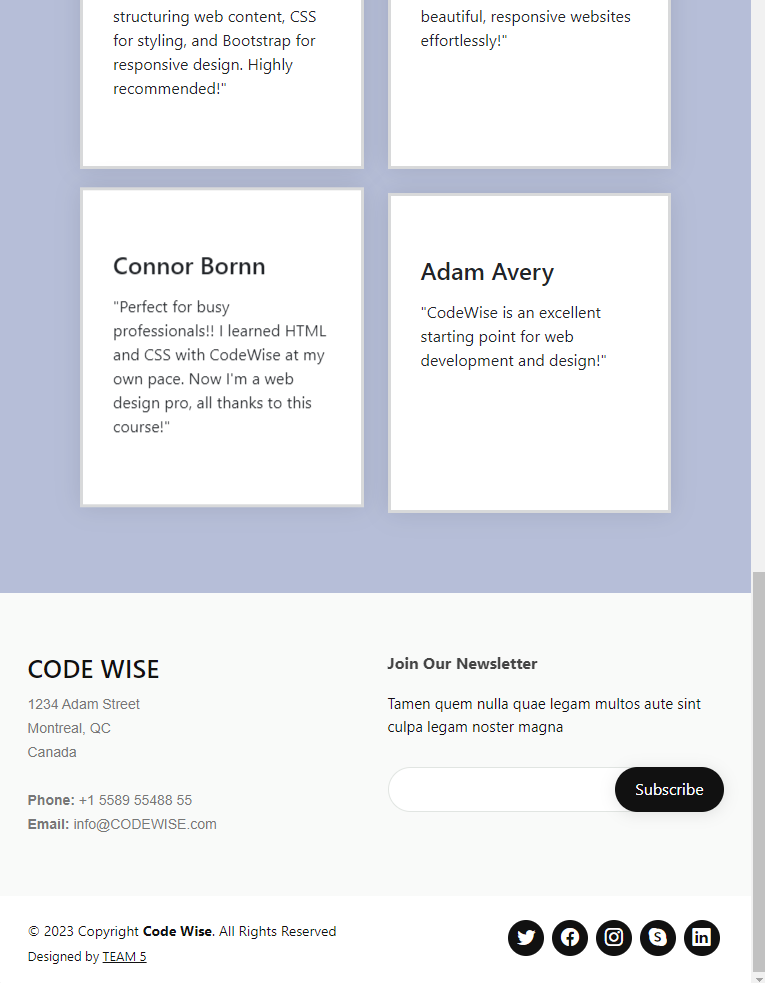 structuring web content, CSS
for styling, and Bootstrap for
responsive design. Highly
recommended!"
beautiful, responsive websites
effortlessly!"
Connor Bornn
"Perfect for busy
professionals!! I learned HTML
and CSS with CodeWise at my
own pace. Now I'm a web
design pro, all thanks to this
course!"
Adam Avery
"CodeWise is an excellent
starting point for web
development and design!"
CODE WISE
1234 Adam Street
Montreal, QC
Canada
Phone: +1 5589 55488 55
Email: info@CODEWISE.com
Join Our Newsletter
Tamen quem nulla quae legam multos aute sint
culpa legam noster magna
Subscribe
© 2023 Copyright Code Wise. All Rights Reserved
Designed by TEAM 5